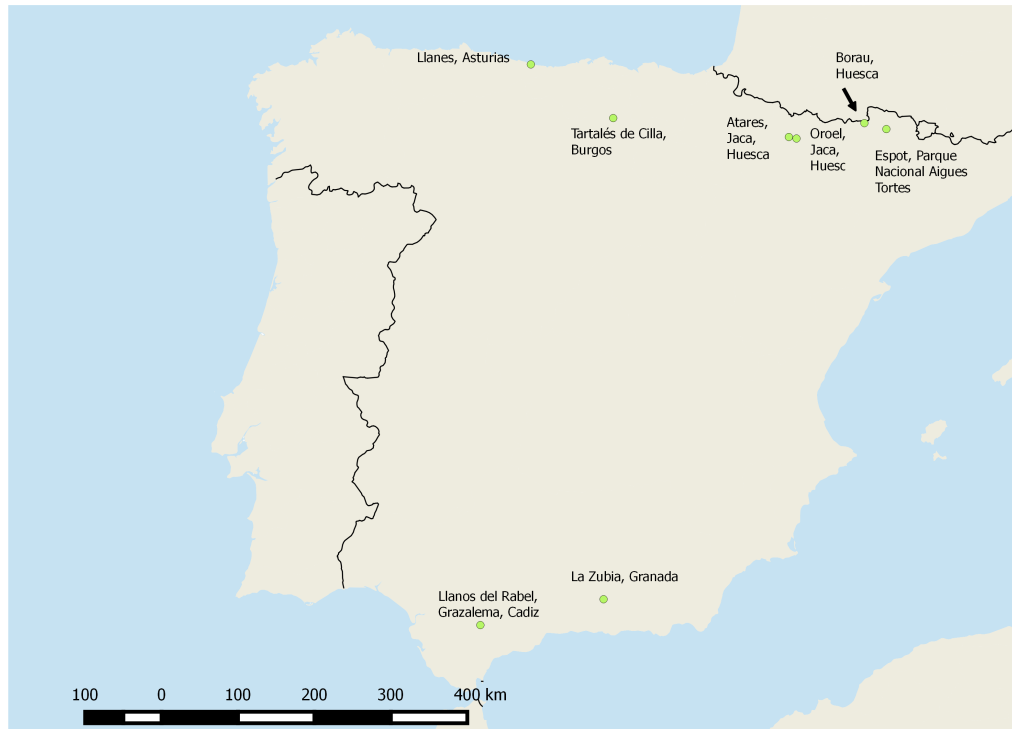 Llanes, Asturias
Borau,
Huesca
Tartalés de Cilla,
Burgos
Atares,
Jaca,
Huesca
Oroel,
Jaca,
Huesc
Espot, Parque
Nacional Aigues
Tortes
La Zubia, Granada
Llanos del Rabel,
Grazalema, Cadiz
100 0 100 200 300 400 km